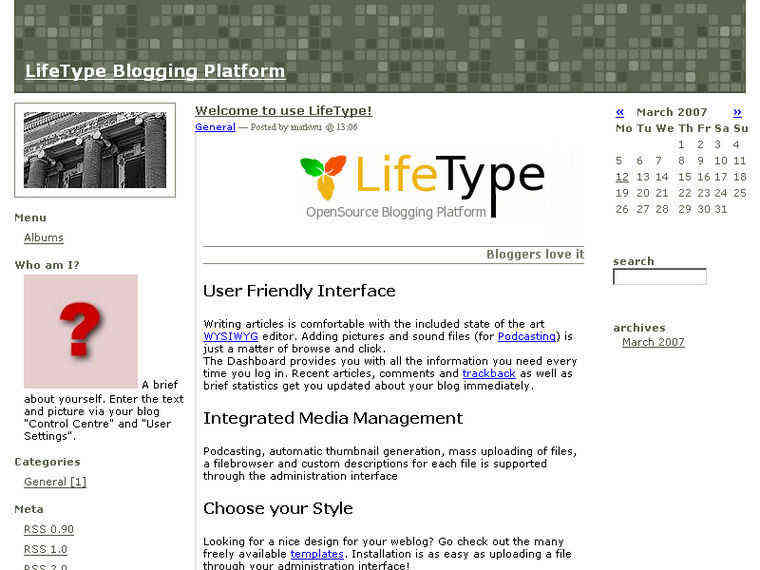 LifeType Blogging Platform
Menu
Albums
Who am I?
?
A brief
about yourself. Enter the text
and picture via your blog
"Control Centre" and "User
Settings".
Categories
General [1]
Meta
RSS 0.90
RSS 1.0
RSS 2.0
Welcome to use LifeType!
General — Posted by markwu @ 13:06
LifeType
OpenSource Blogging Platform
Bloggers love it
User Friendly Interface
Writing articles is comfortable with the included state of the art
WYSIWYG editor. Adding pictures and sound files (for Podcasting) is
just a matter of browse and click.
The Dashboard provides you with all the information you need every
time you log in. Recent articles, comments and trackback as well as
brief statistics get you updated about your blog immediately.
Integrated Media Management
Podcasting, automatic thumbnail generation, mass uploading of files,
a filebrowser and custom descriptions for each file is supported
through the administration interface
Choose your Style
Looking for a nice design for your weblog? Go check out the many
freely available templates. Installation is as easy as uploading a file
through your administration interface!
« March 2007 »
Mo Tu We Th Fr Sa Su
1 2 3 4
5 6 7 8 9 10 11
12 13 14 15 16 17 18
19 20 21 22 23 24 25
26 27 28 29 30 31
search
archives
March 2007